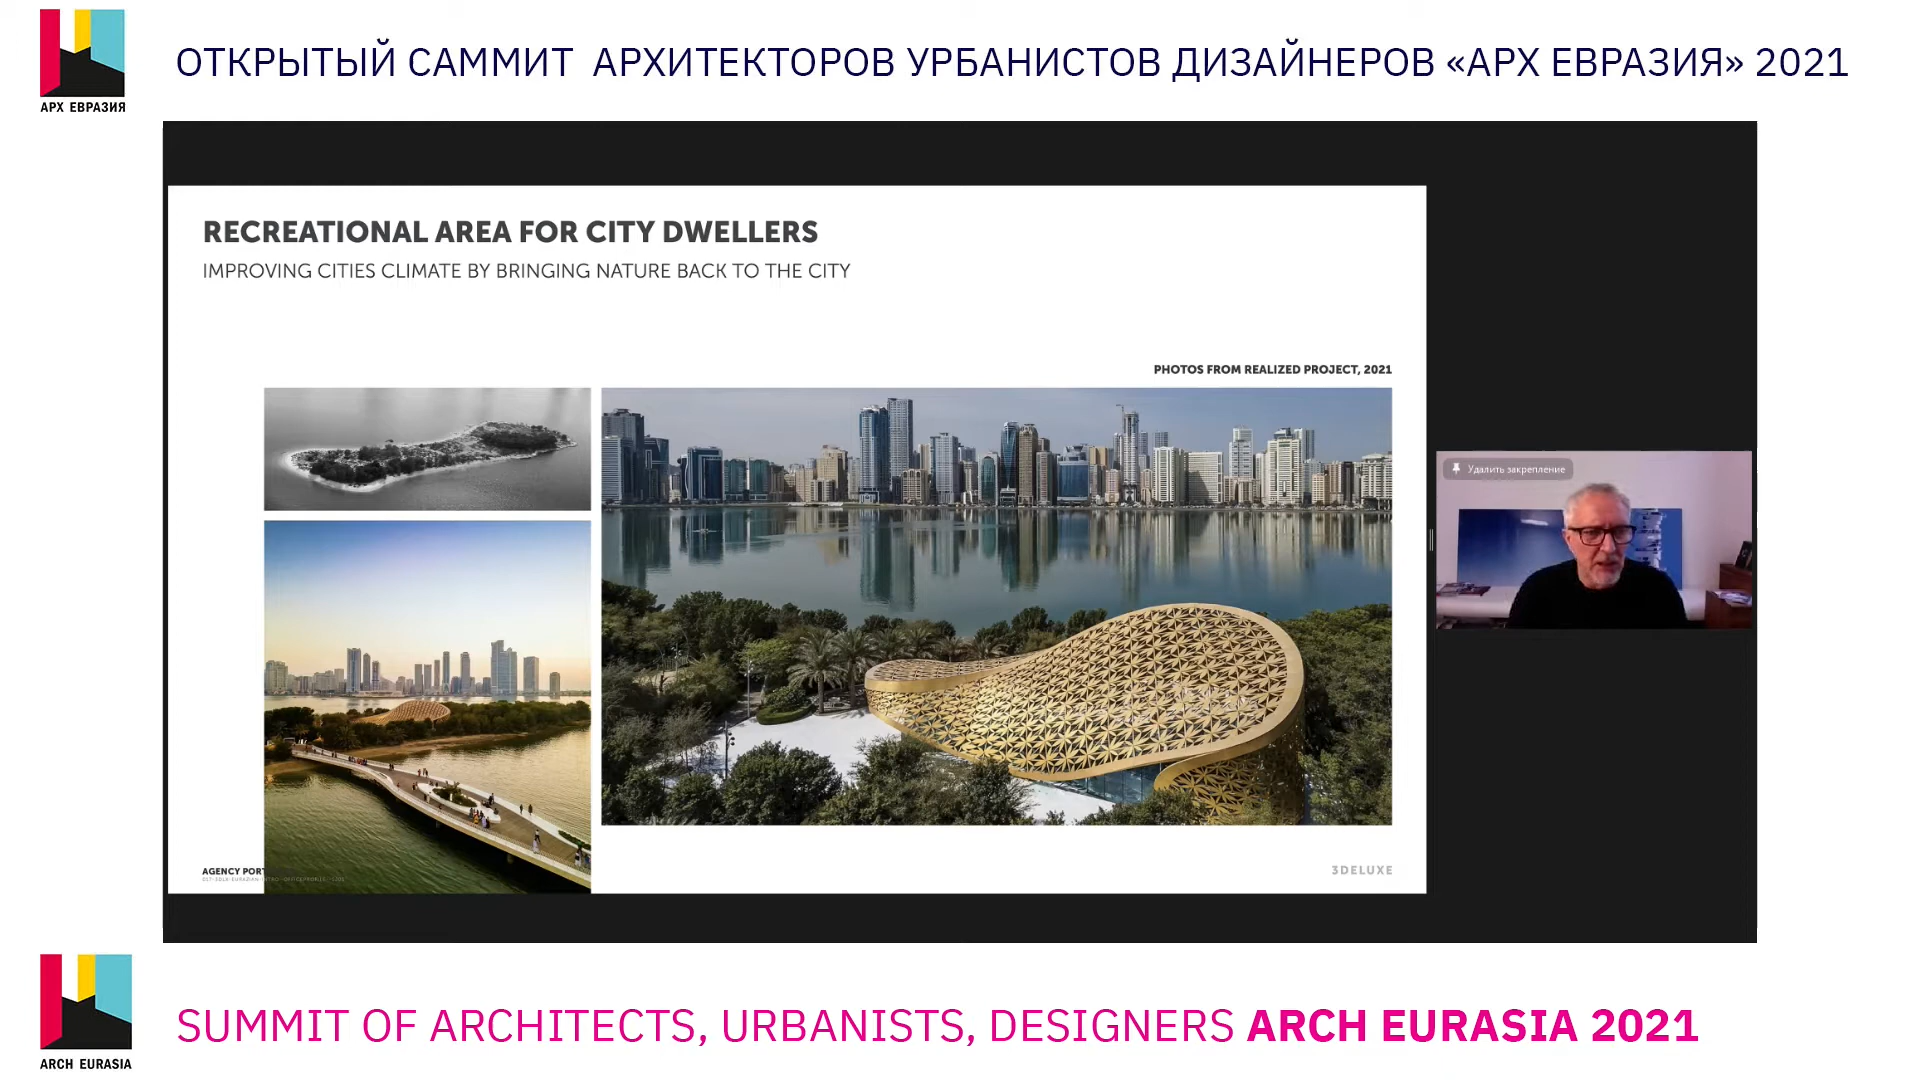 АРХ ЕВРАЗИЯ
ОТКРЫТЫЙ САММИТ АРХИТЕКТОРОВ УРБАНИСТОВ ДИЗАЙНЕРОВ «АРХ ЕВРАЗИЯ» 2021
RECREATIONAL AREA FOR CITY DWELLERS
IMPROVING CITIES CLIMATE BY BRINGING NATURE BACK TO THE CITY
PHOTOS FROM REALIZED PROJECT, 2021
Удалить закрепление
AGENCY PORT
3DELUXE
ARCH EURASIA
SUMMIT OF ARCHITECTS, URBANISTS, DESIGNERS ARCH EURASIA 2021